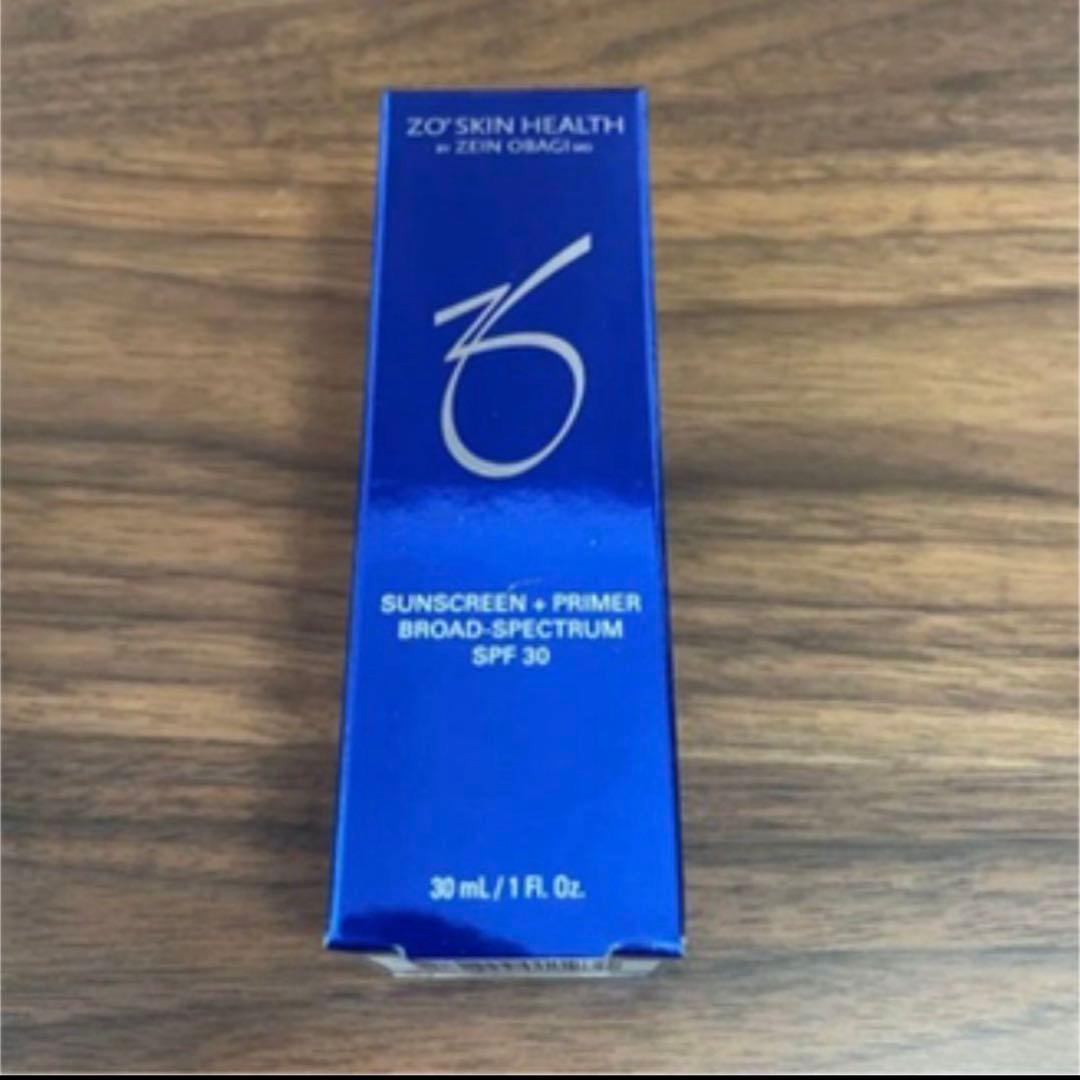 ZO® SKIN HEALTH
BY ZEIN OBAGI MD
ZO
SUNSCREEN + PRIMER
BROAD-SPECTRUM
SPF 30
30 mL / 1 Fl. Oz.